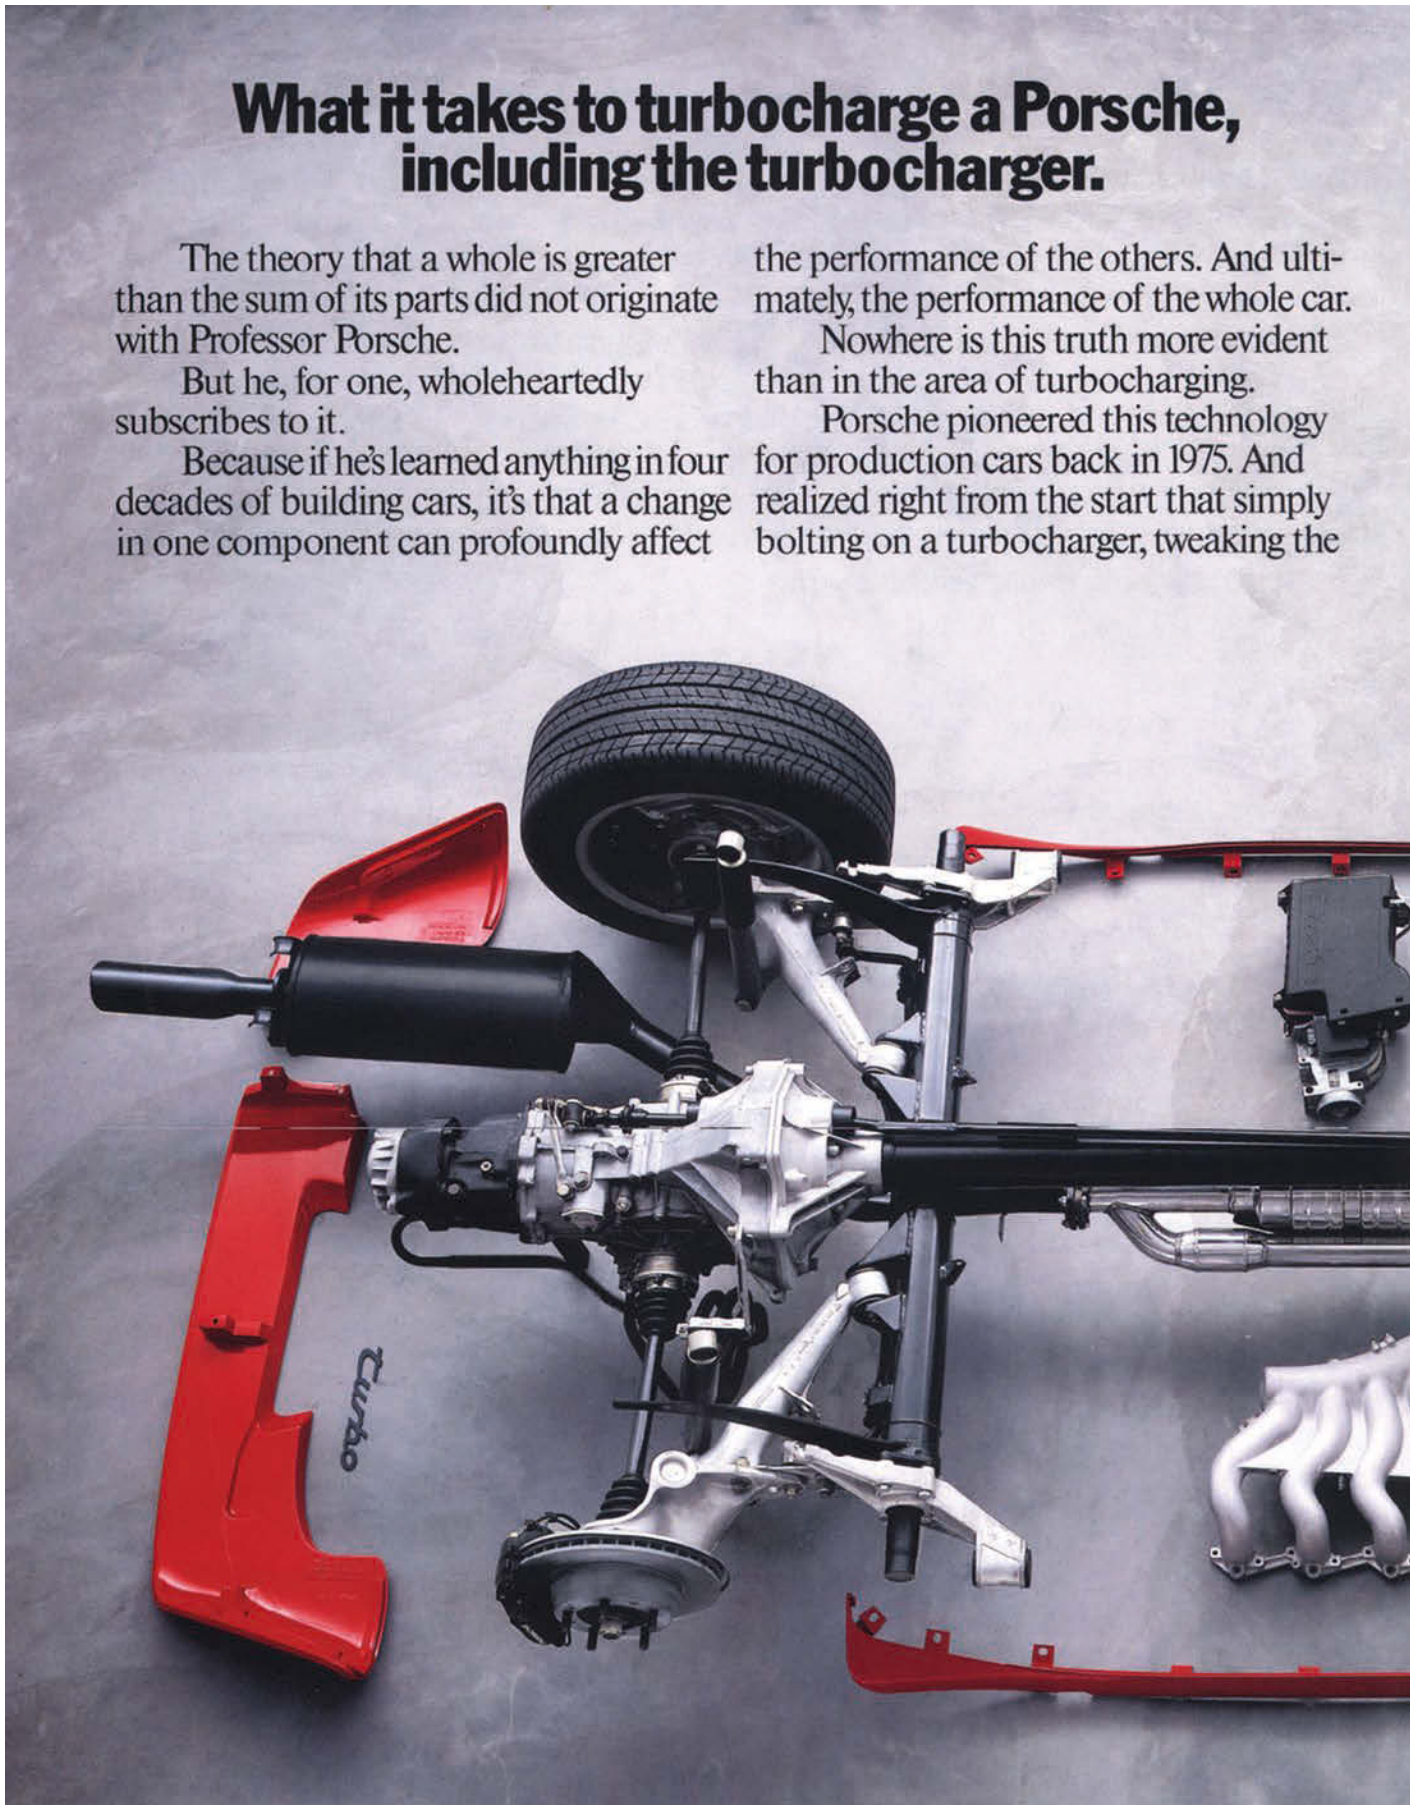 What it takes to turbocharge a Porsche,
including the turbocharger.
The theory that a whole is greater
than the sum of its parts did not originate
with Professor Porsche.
But he, for one, wholeheartedly
subscribes to it.
Because if he's learned anything in four
decades of building cars, it's that a change
in one component can profoundly affect
the performance of the others. And ulti-
mately, the performance of the whole car.
Nowhere is this truth more evident
than in the area of turbocharging.
Porsche pioneered this technology
for production cars back in 1975. And
realized right from the start that simply
bolting on a turbocharger, tweaking the
turbo